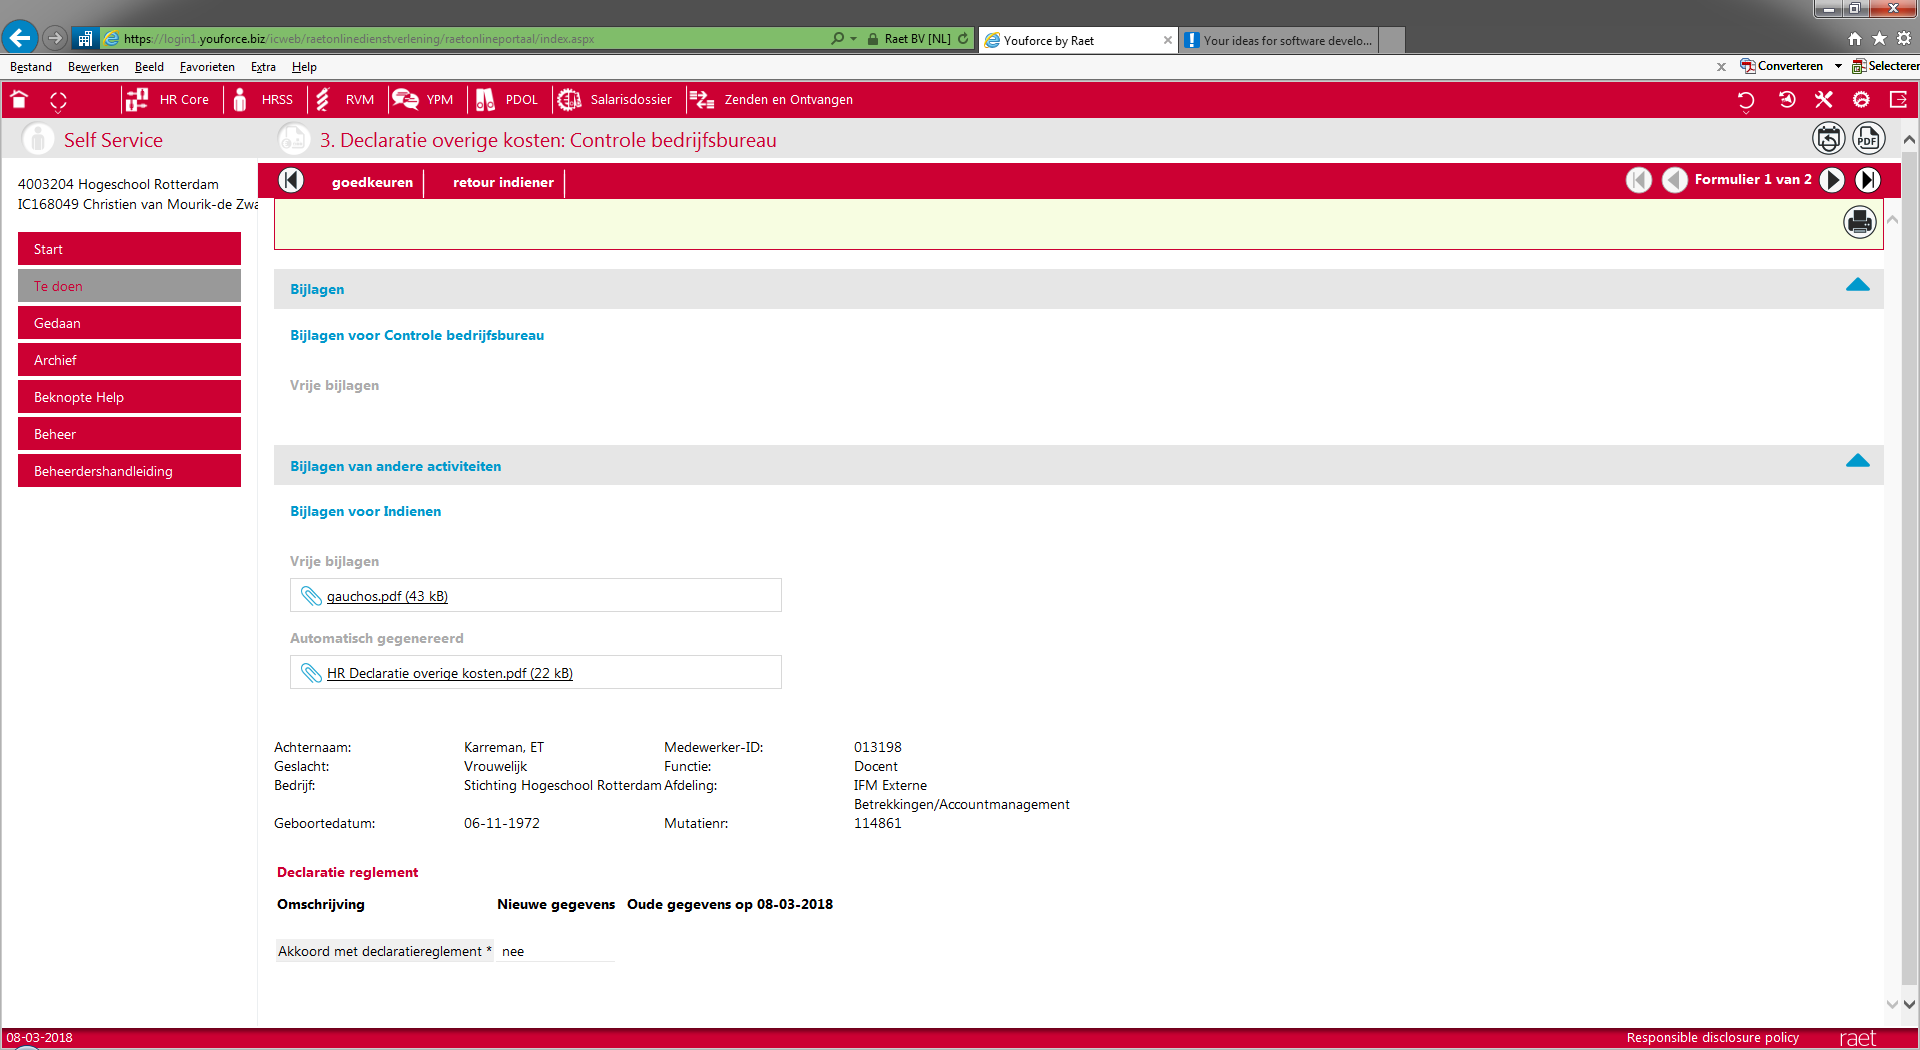 https://login1.youforce.biz/icweb/raetonlinedienstverlening/raetonlineportaal/index.aspx
Raet BV [NL]
Youforce by Raet
Your ideas for software develo...
Bestand Bewerken Beeld Favorieten Extra Help
x Converteren Selecteren
HR Core HRSS RVM YPM PDOL Salarisdossier Zenden en Ontvangen
Self Service
3. Declaratie overige kosten: Controle bedrijfsbureau
PDF
4003204 Hogeschool Rotterdam
IC168049 Christien van Mourik-de Zwa
goedkeuren retour indiener
Formulier 1 van 2
Start
Te doen
Gedaan
Archief
Beknopte Help
Beheer
Beheerdershandleiding
Bijlagen
Bijlagen voor Controle bedrijfsbureau
Vrije bijlagen
Bijlagen van andere activiteiten
Bijlagen voor Indienen
Vrije bijlagen
gauchos.pdf (43 kB)
Automatisch gegenereerd
HR Declaratie overige kosten.pdf (22 kB)
Achternaam: Karreman, ET Medewerker-ID: 013198
Geslacht: Vrouwelijk Functie: Docent
Bedrijf: Stichting Hogeschool Rotterdam Afdeling: IFM Externe
Betrekkingen/Accountmanagement
Geboortedatum: 06-11-1972 Mutatienr: 114861
Declaratie reglement
Omschrijving Nieuwe gegevens Oude gegevens op 08-03-2018
Akkoord met declaratiereglement * nee
08-03-2018
Responsible disclosure policy
raet